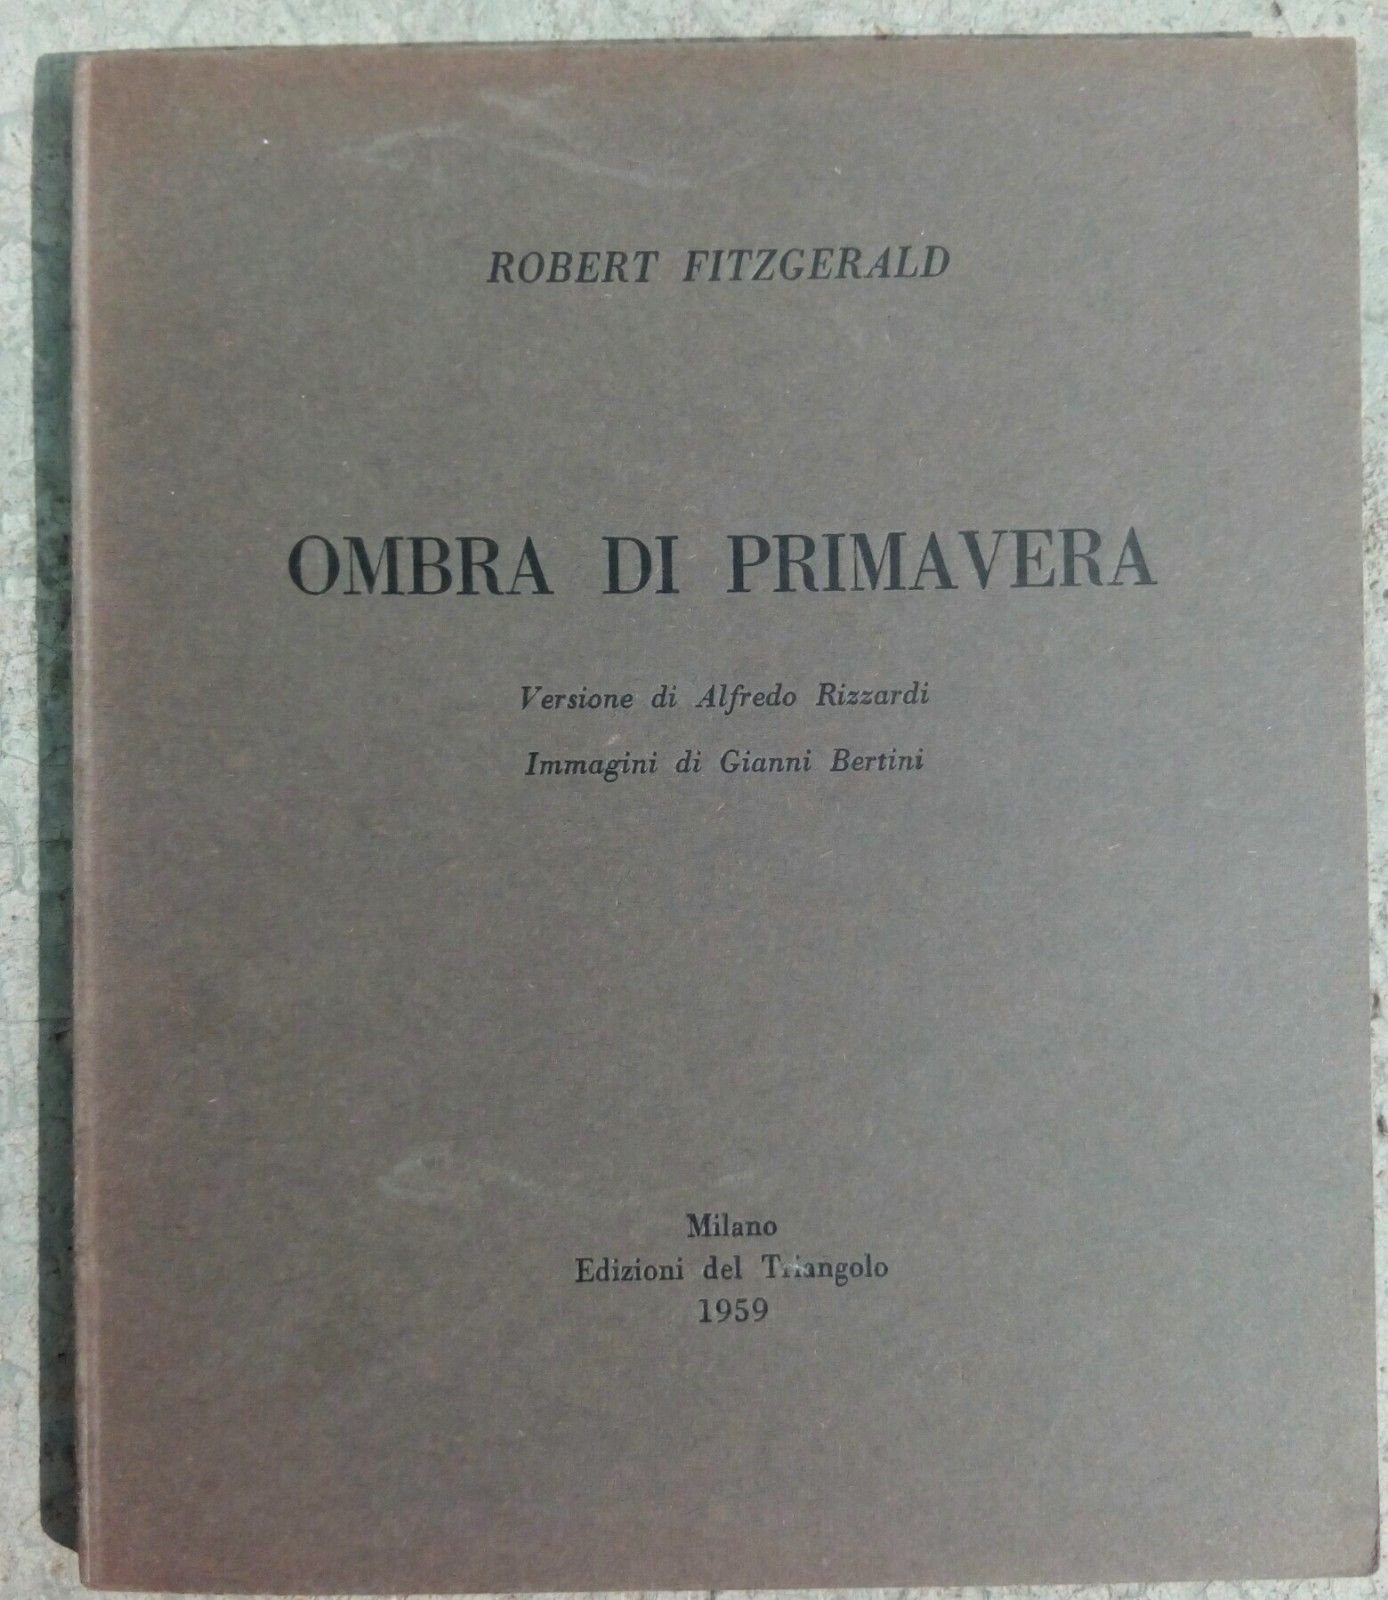 ROBERT FITZGERALD
OMBRA DI PRIMAVERA
Versione di Alfredo Rizzardi
Immagini di Gianni Bertini
Milano
Edizioni del Triangolo
1959